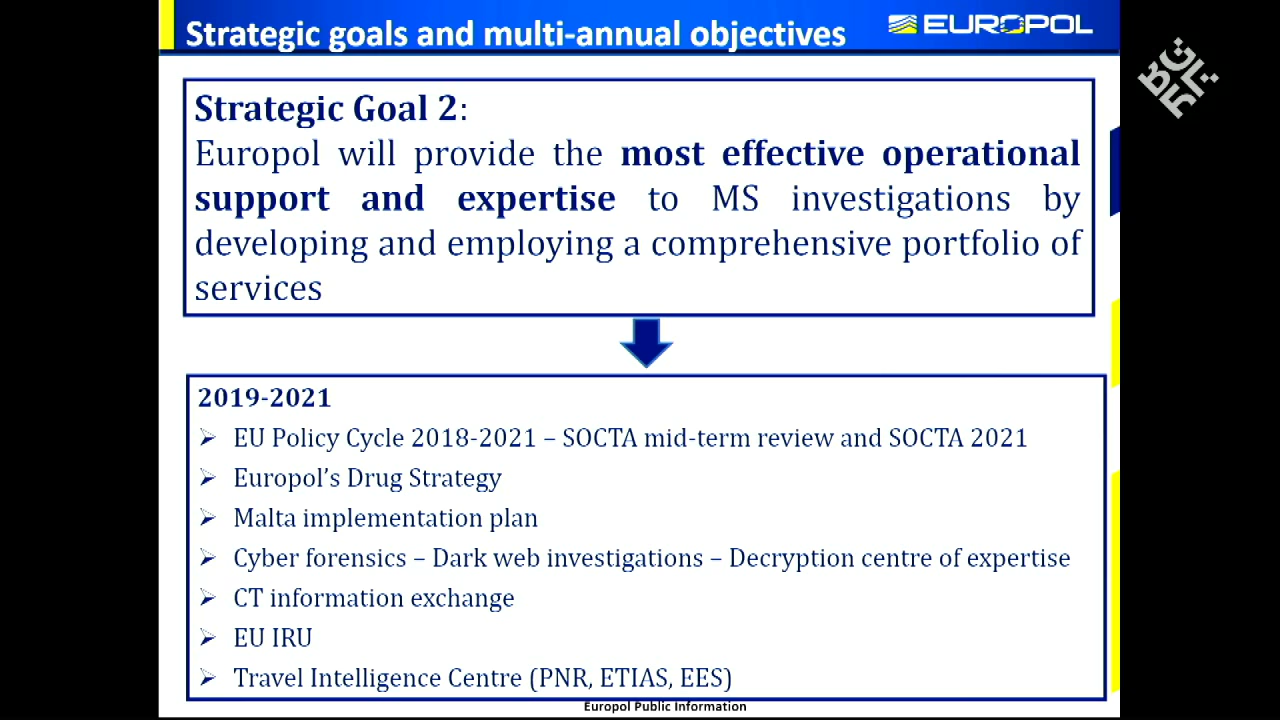 Strategic goals and multi-annual objectives
EUROPOL
Strategic Goal 2:
Europol will provide the most effective operational
support and expertise to MS investigations by
developing and employing a comprehensive portfolio of
services
2019-2021
EU Policy Cycle 2018-2021 – SOCTA mid-term review and SOCTA 2021
Europol’s Drug Strategy
Malta implementation plan
Cyber forensics – Dark web investigations – Decryption centre of expertise
CT information exchange
EU IRU
Travel Intelligence Centre (PNR, ETIAS, EES)
Europol Public Information